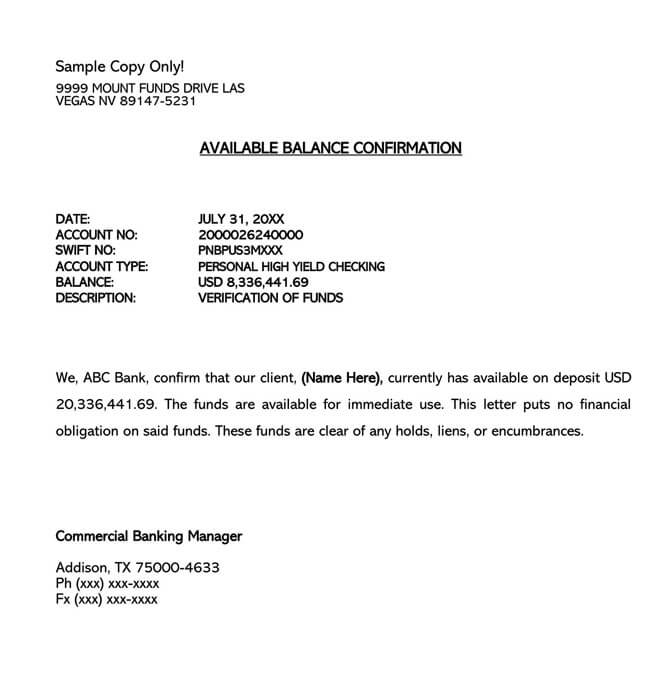 Sample Copy Only!
9999 MOUNT FUNDS DRIVE LAS
VEGAS NV 89147-5231
AVAILABLE BALANCE CONFIRMATION
DATE: JULY 31, 20XX
ACCOUNT NO: 2000026240000
SWIFT NO: PNBPUS3MXXX
ACCOUNT TYPE: PERSONAL HIGH YIELD CHECKING
BALANCE: USD 8,336,441.69
DESCRIPTION: VERIFICATION OF FUNDS
We, ABC Bank, confirm that our client, (Name Here), currently has available on deposit USD
20,336,441.69. The funds are available for immediate use. This letter puts no financial
obligation on said funds. These funds are clear of any holds, liens, or encumbrances.
Commercial Banking Manager
Addison, TX 75000-4633
Ph (xxx) xxx-xxxx
Fx (xxx) xxx-xxxx